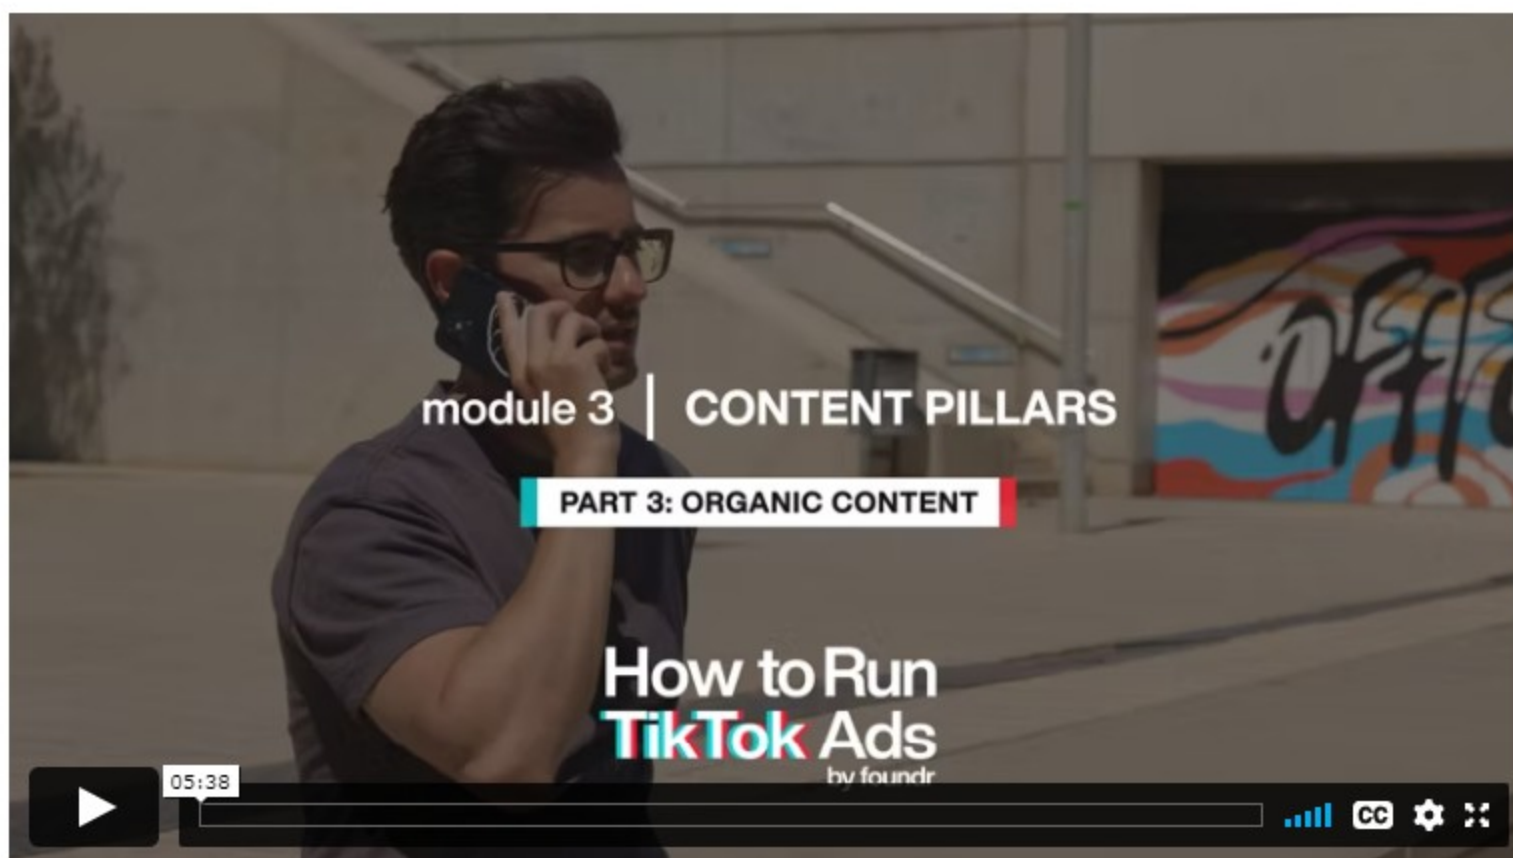 module 3 | CONTENT PILLARS
PART 3: ORGANIC CONTENT
How to Run
TikTok Ads
by foundr
05:38
CC